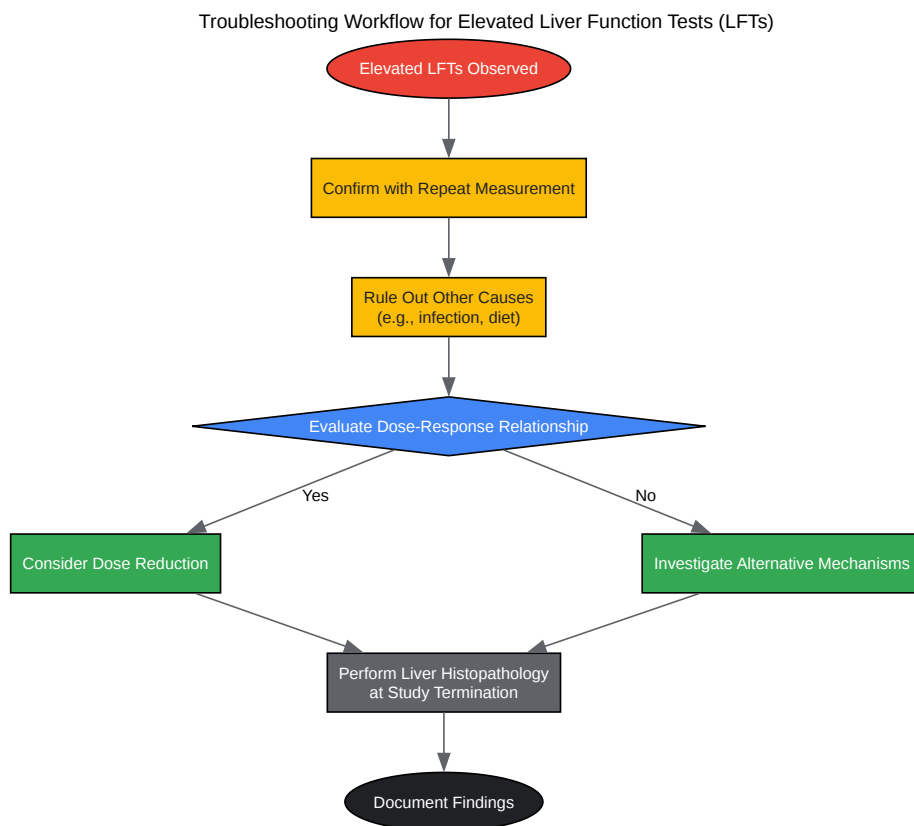 Troubleshooting Workflow for Elevated Liver Function Tests (LFTs)
Elevated LFTs Observed
Confirm with Repeat Measurement
Rule Out Other Causes
(e.g., infection, diet)
Evaluate Dose-Response Relationship
Yes
No
Consider Dose Reduction
Investigate Alternative Mechanisms
Perform Liver Histopathology
at Study Termination
Document Findings